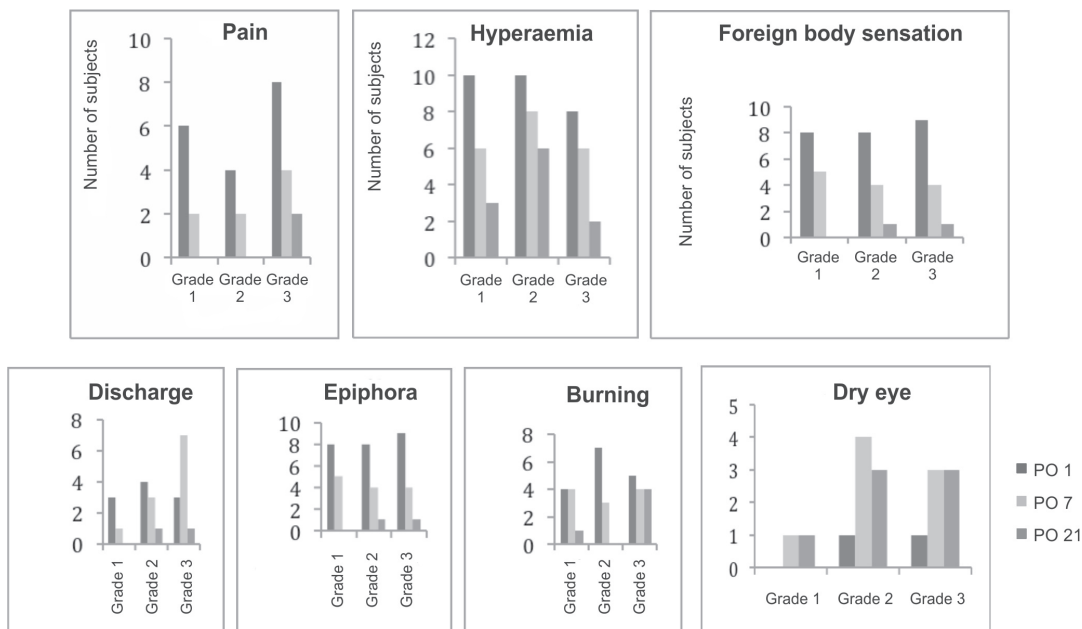 Pain
Number of subjects
10
8
6
4
2
0
Grade
1
Grade
2
Grade
3
Hyperaemia
Number of subjects
12
10
8
6
4
2
0
Grade
1
Grade
2
Grade
3
Foreign body sensation
Number of subjects
10
8
6
4
2
0
Grade
1
Grade
2
Grade
3
Discharge
8
6
4
2
0
Grade 1
Grade 2
Grade 3
Epiphora
10
8
6
4
2
0
Grade 1
Grade 2
Grade 3
Burning
8
6
4
2
0
Grade 1
Grade 2
Grade 3
Dry eye
5
4
3
2
1
0
Grade 1
Grade 2
Grade 3
PO 1
PO 7
PO 21